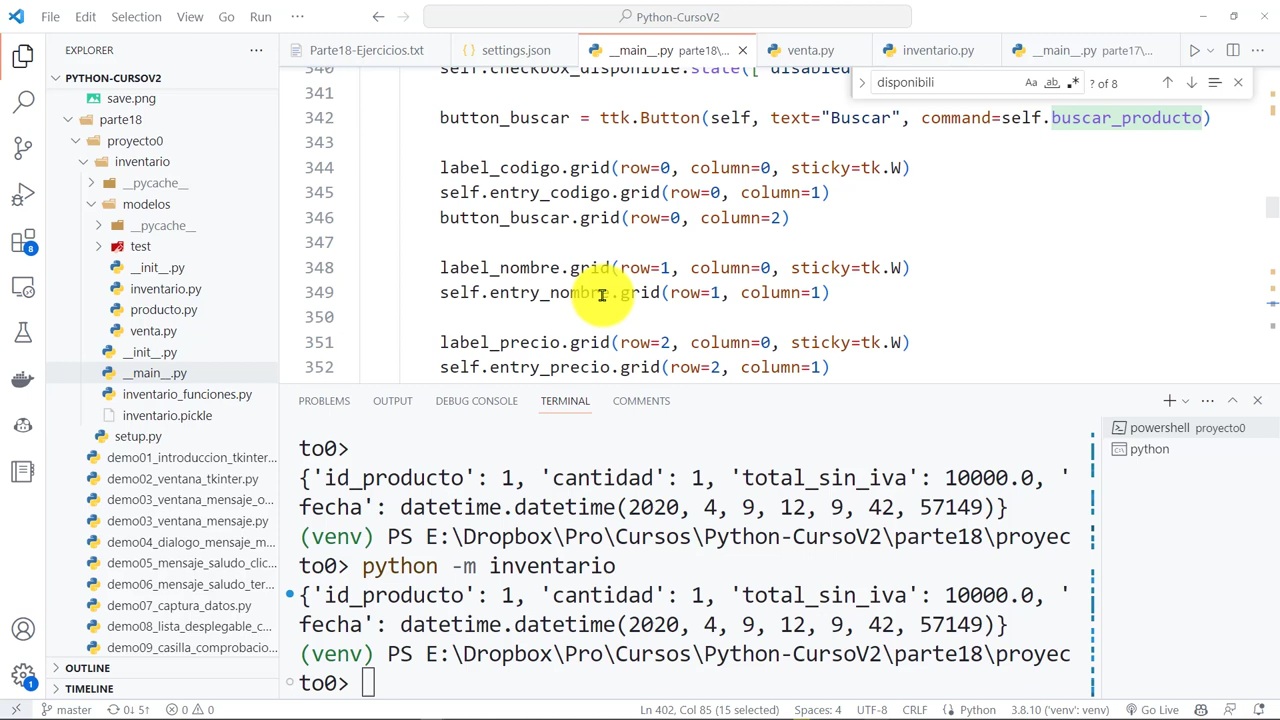 File Edit Selection View Go Run ··· Python-CursoV2
EXPLORER ···
Parte18-Ejercicios.txt settings.json __main__.py parte18\... venta.py inventario.py __main__.py parte17\... ···
PYTHON-CURSOV2
save.png
parte18
proyecto0
inventario
__pycache__
modelos
__pycache__
test
__init__.py
inventario.py
producto.py
venta.py
__init__.py
__main__.py
inventario_funciones.py
inventario.pickle
setup.py
demo01_introduccion_tkinter...
demo02_ventana_tkinter.py
demo03_ventana_mensaje_o...
demo03_ventana_mensaje.py
demo04_dialogo_mensaje_m...
demo05_mensaje_saludo_clic...
demo06_mensaje_saludo_ter...
demo07_captura_datos.py
demo08_lista_desplegable_c...
demo09_casilla_comprobacio...
OUTLINE
TIMELINE
disponibili Aa ab .* ? of 8
340 self.checkbox_disponible.state(['disabled
341
342 button_buscar = ttk.Button(self, text="Buscar", command=self.buscar_producto)
343
344 label_codigo.grid(row=0, column=0, sticky=tk.W)
345 self.entry_codigo.grid(row=0, column=1)
346 button_buscar.grid(row=0, column=2)
347
348 label_nombre.grid(row=1, column=0, sticky=tk.W)
349 self.entry_nombre.grid(row=1, column=1)
350
351 label_precio.grid(row=2, column=0, sticky=tk.W)
352 self.entry_precio.grid(row=2, column=1)
PROBLEMS OUTPUT DEBUG CONSOLE TERMINAL COMMENTS ···
to0>
{'id_producto': 1, 'cantidad': 1, 'total_sin_iva': 10000.0, '
fecha': datetime.datetime(2020, 4, 9, 12, 9, 42, 57149)}
(venv) PS E:\Dropbox\Pro\Cursos\Python-CursoV2\parte18\proyec
to0> python -m inventario
{'id_producto': 1, 'cantidad': 1, 'total_sin_iva': 10000.0, '
fecha': datetime.datetime(2020, 4, 9, 12, 9, 42, 57149)}
(venv) PS E:\Dropbox\Pro\Cursos\Python-CursoV2\parte18\proyec
to0>
powershell proyecto0
python
8
1
master 0↓ 5↑ 0 0 Ln 402, Col 85 (15 selected) Spaces: 4 UTF-8 CRLF Python 3.8.10 ('venv': venv) Go Live